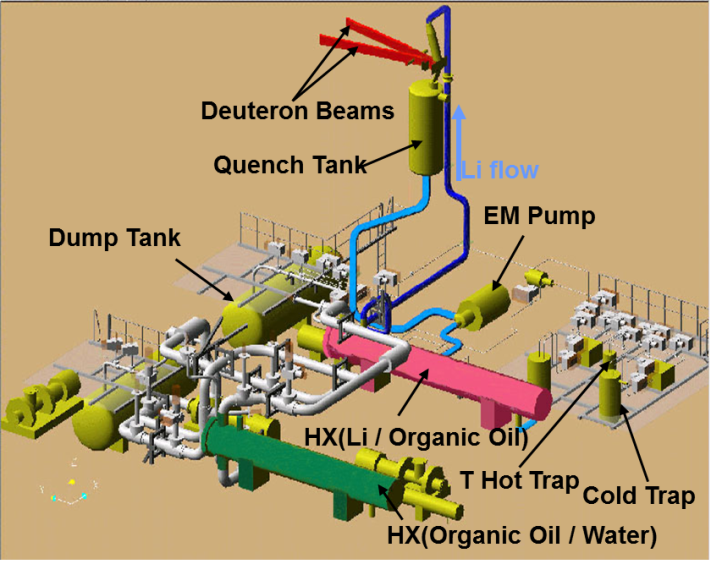 Deuteron Beams
Quench Tank
Li flow
EM Pump
Dump Tank
HX(Li / Organic Oil)
T Hot Trap
Cold Trap
HX(Organic Oil / Water)